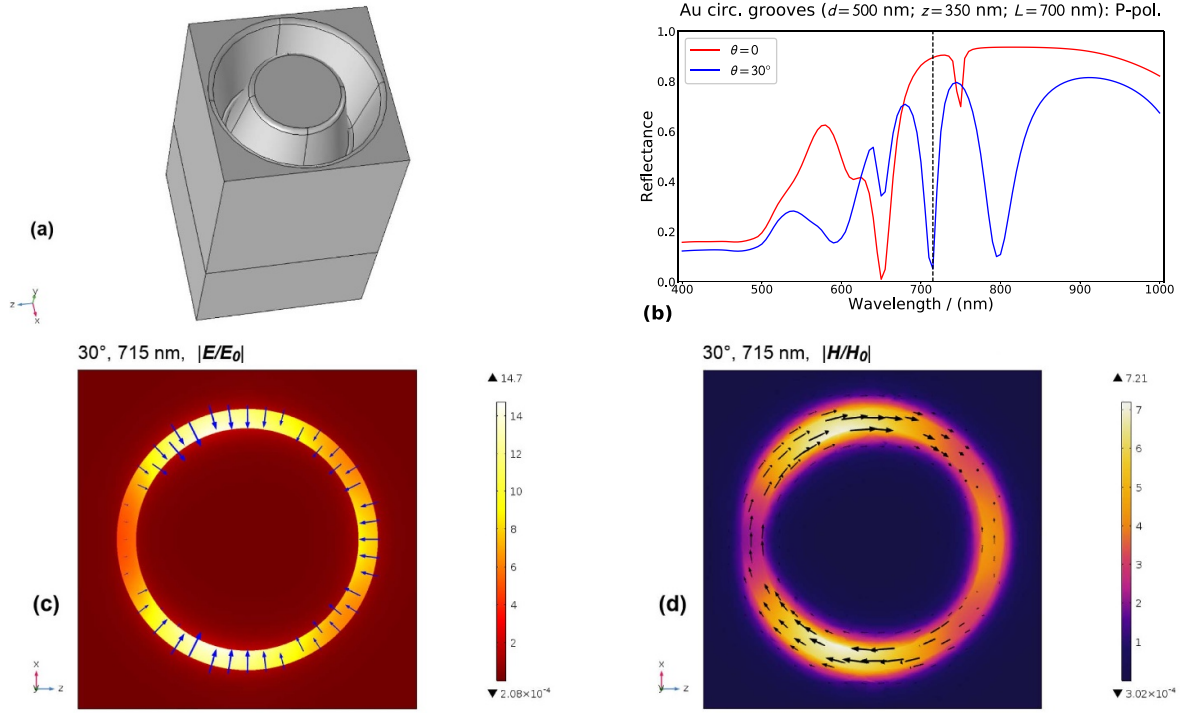 (a)
y
z
x
Au circ. grooves (d=500 nm; z=350 nm; L=700 nm): P-pol.
θ=0
θ=30°
Reflectance
1.0
0.8
0.6
0.4
0.2
0.0
400 500 600 700 800 900 1000
Wavelength / (nm)
(b)
30°, 715 nm, |E/E₀|
▲ 14.7
14
12
10
8
6
4
2
▼ 2.08×10⁻⁴
(c)
x
y z
30°, 715 nm, |H/H₀|
▲ 7.21
7
6
5
4
3
2
1
▼ 3.02×10⁻⁴
(d)
x
y z